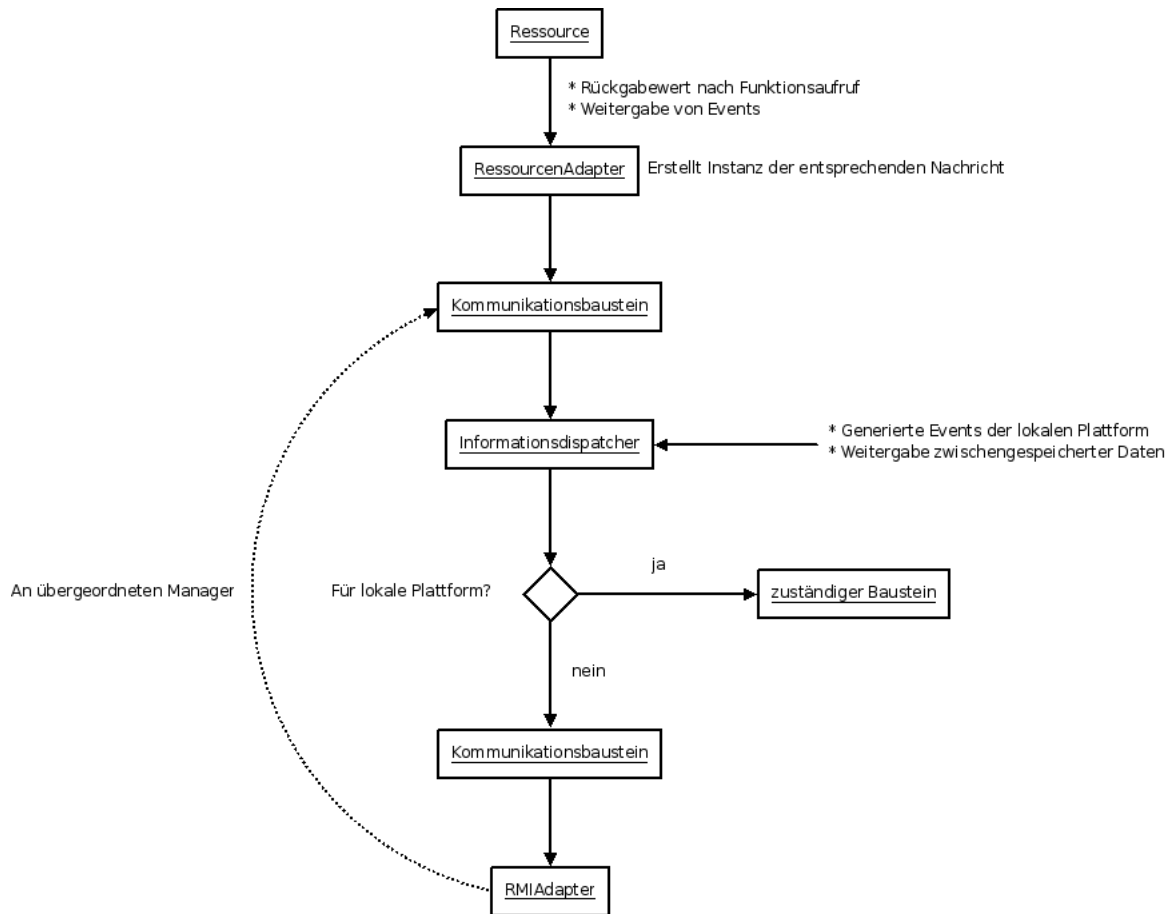 Ressource
* Rückgabewert nach Funktionsaufruf
* Weitergabe von Events
RessourcenAdapter
Erstellt Instanz der entsprechenden Nachricht
Kommunikationsbaustein
Informationsdispatcher
* Generierte Events der lokalen Plattform
* Weitergabe zwischengespeicherter Daten
An übergeordneten Manager
Für lokale Plattform?
ja
zuständiger Baustein
nein
Kommunikationsbaustein
RMIAdapter